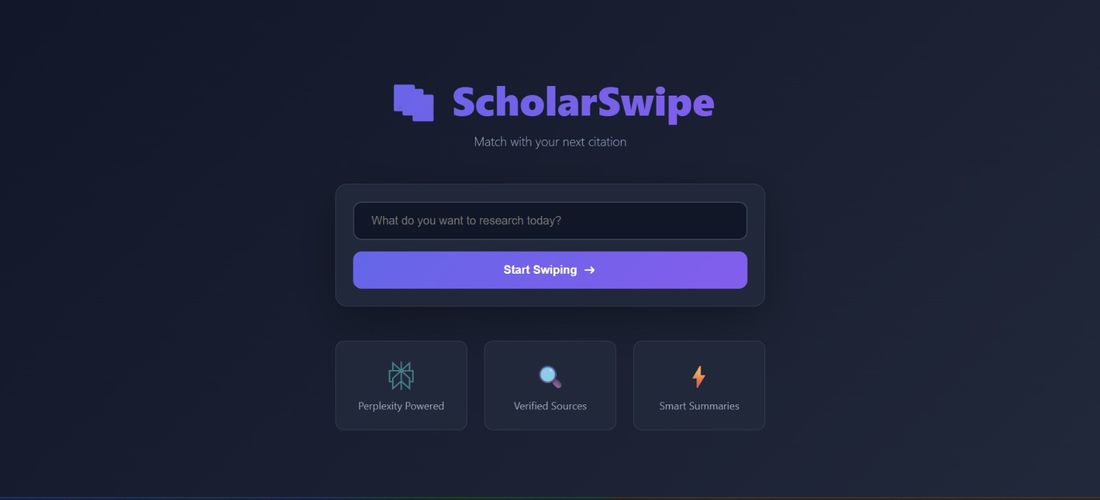 ScholarSwipe
Match with your next citation
What do you want to research today?
Start Swiping →
Perplexity Powered
Verified Sources
Smart Summaries